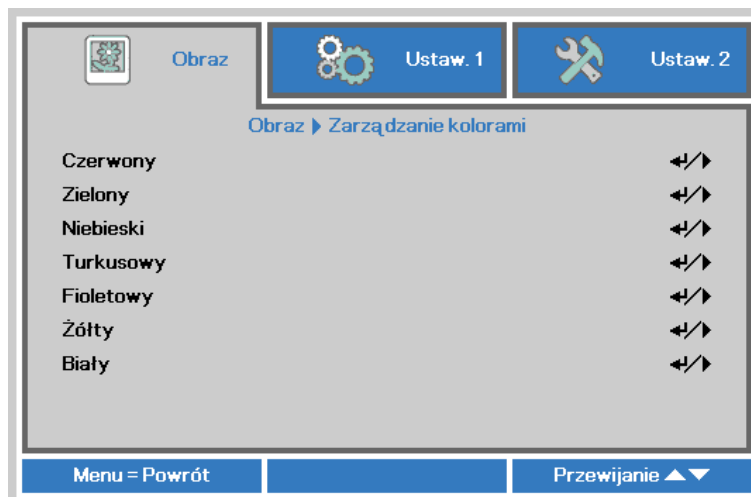 Obraz Ustaw. 1 Ustaw. 2
Obraz ▶ Zarządzanie kolorami
Czerwony ↵/▶
Zielony ↵/▶
Niebieski ↵/▶
Turkusowy ↵/▶
Fioletowy ↵/▶
Żółty ↵/▶
Biały ↵/▶
Menu = Powrót Przewijanie ▲▼